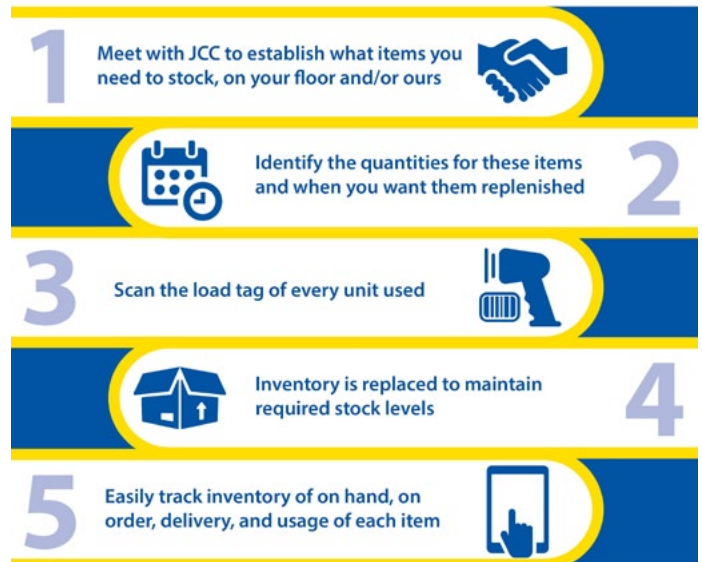 1
Meet with JCC to establish what items you
need to stock, on your floor and/or ours
Identify the quantities for these items
and when you want them replenished
2
3
Scan the load tag of every unit used
Inventory is replaced to maintain
required stock levels
4
5
Easily track inventory of on hand, on
order, delivery, and usage of each item